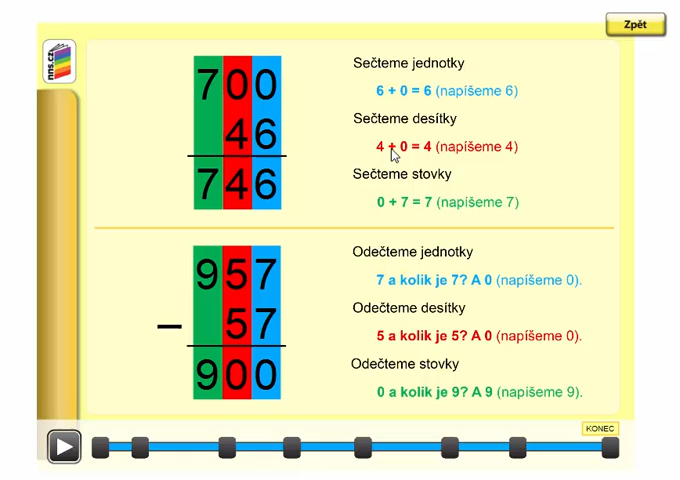 Zpět
nns.cz
700
46
746
Sečteme jednotky
6 + 0 = 6 (napíšeme 6)
Sečteme desítky
4 + 0 = 4 (napíšeme 4)
Sečteme stovky
0 + 7 = 7 (napíšeme 7)
957
– 57
900
Odečteme jednotky
7 a kolik je 7? A 0 (napíšeme 0).
Odečteme desítky
5 a kolik je 5? A 0 (napíšeme 0).
Odečteme stovky
0 a kolik je 9? A 9 (napíšeme 9).
KONEC